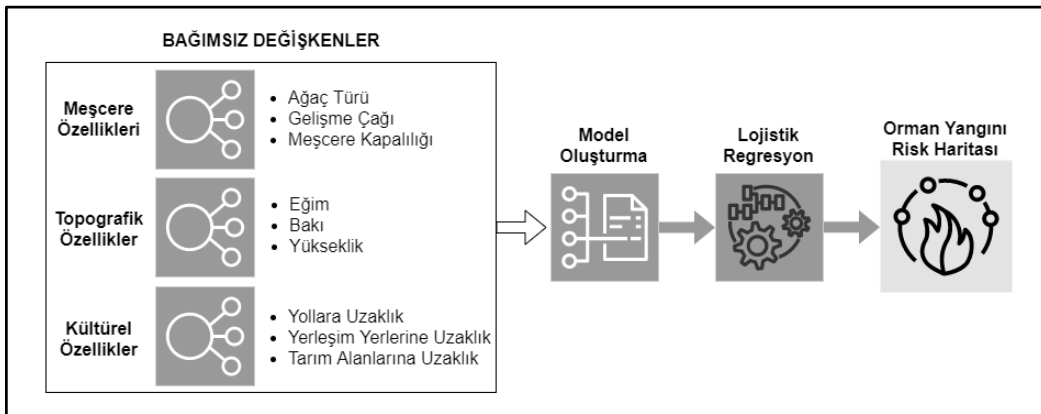 BAĞIMSIZ DEĞİŞKENLER
Meşcere
Özellikleri
• Ağaç Türü
• Gelişme Çağı
• Meşcere Kapalılığı
Topografik
Özellikler
• Eğim
• Bakı
• Yükseklik
Kültürel
Özellikler
• Yollara Uzaklık
• Yerleşim Yerlerine Uzaklık
• Tarım Alanlarına Uzaklık
Model
Oluşturma
Lojistik
Regresyon
Orman Yangını
Risk Haritası